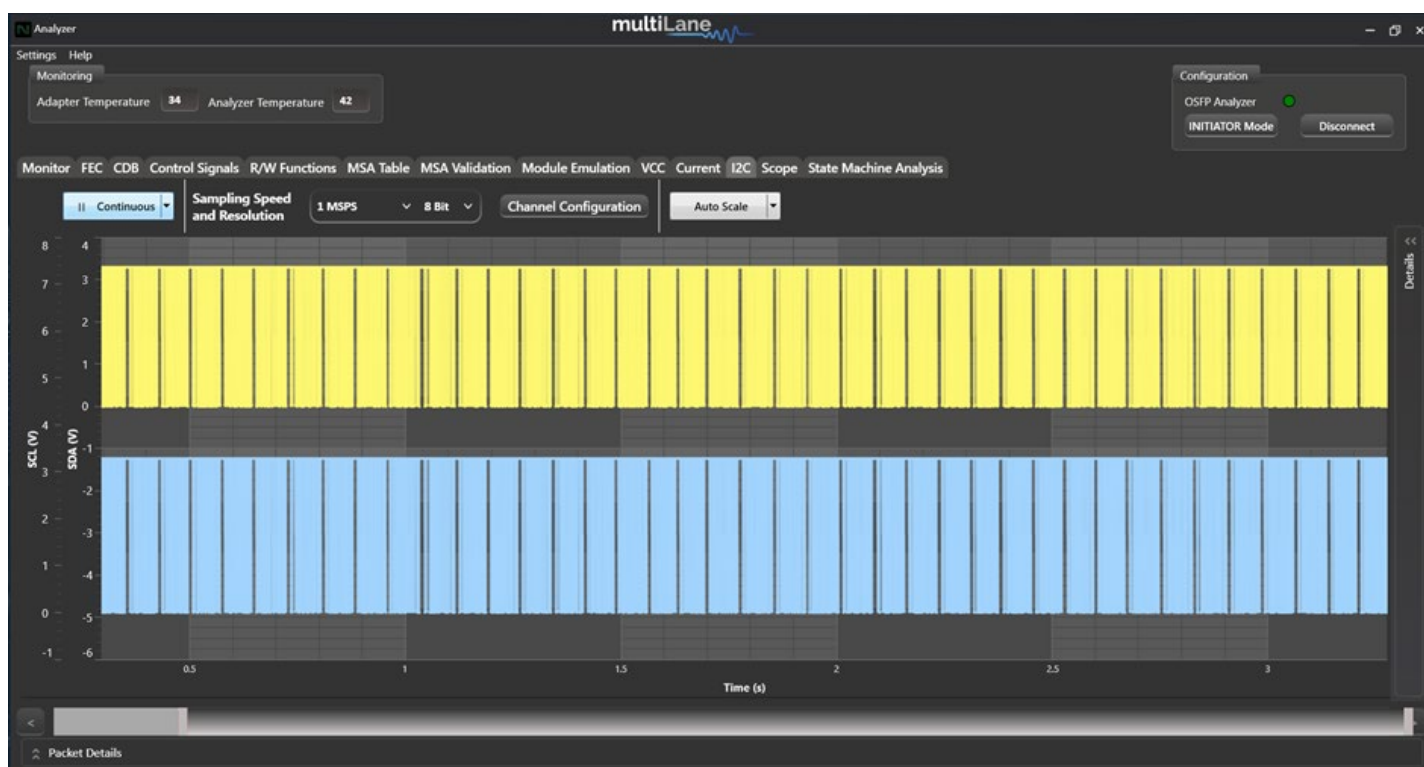 Analyzer
multiLane
Settings Help
Monitoring
Adapter Temperature 34 Analyzer Temperature 42
Configuration
OSFP Analyzer
INITIATOR Mode Disconnect
Monitor FEC CDB Control Signals R/W Functions MSA Table MSA Validation Module Emulation VCC Current I2C Scope State Machine Analysis
Continuous
Sampling Speed
and Resolution
1 MSPS 8 Bit Channel Configuration Auto Scale
SCL (V)
8
7
6
5
4
3
2
1
0
-1
SDA (V)
4
3
2
1
0
-1
-2
-3
-4
-5
-6
0.5 1 1.5 2 2.5 3
Time (s)
<< Details
<
Packet Details